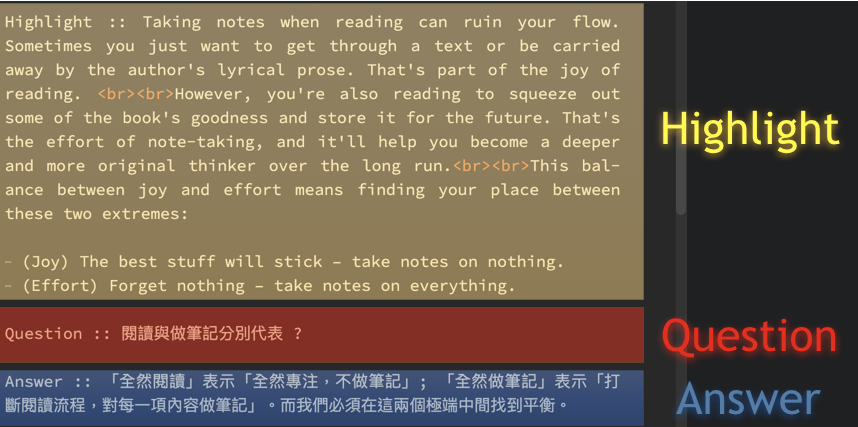 Highlight :: Taking notes when reading can ruin your flow.
Sometimes you just want to get through a text or be carried
away by the author's lyrical prose. That's part of the joy of
reading. <br><br>However, you're also reading to squeeze out
some of the book's goodness and store it for the future. That's
the effort of note-taking, and it'll help you become a deeper
and more original thinker over the long run.<br><br>This bal-
ance between joy and effort means finding your place between
these two extremes:
- (Joy) The best stuff will stick – take notes on nothing.
- (Effort) Forget nothing – take notes on everything.
Highlight
Question :: 閱讀與做筆記分別代表 ?
Question
Answer :: 「全然閱讀」表示「全然專注，不做筆記」; 「全然做筆記」表示「打
斷閱讀流程，對每一項內容做筆記」。而我們必須在這兩個極端中間找到平衡。
Answer